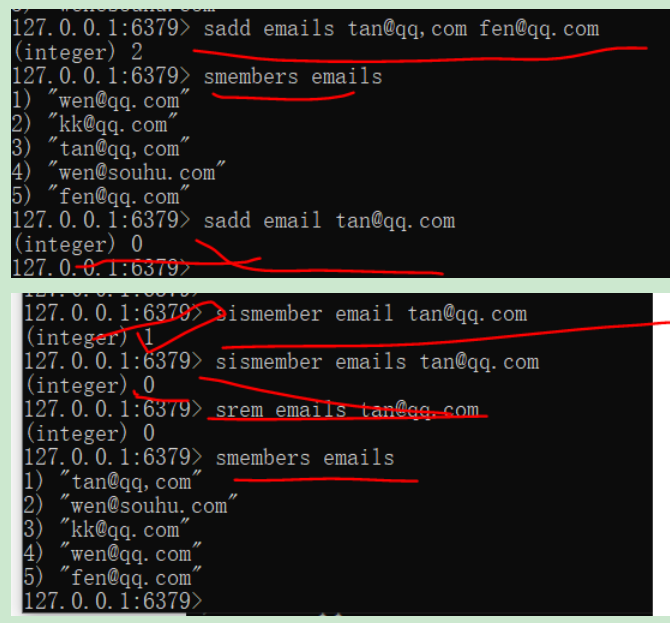 127.0.0.1:6379> sadd emails tan@qq,com fen@qq.com
(integer) 2
127.0.0.1:6379> smembers emails
1) "wen@qq.com"
2) "kk@qq.com"
3) "tan@qq,com"
4) "wen@souhu.com"
5) "fen@qq.com"
127.0.0.1:6379> sadd email tan@qq.com
(integer) 0
127.0.0.1:6379>
127.0.0.1:6379> sismember email tan@qq.com
(integer) 1
127.0.0.1:6379> sismember emails tan@qq.com
(integer) 0
127.0.0.1:6379> srem emails tan@qq.com
(integer) 0
127.0.0.1:6379> smembers emails
1) "tan@qq,com"
2) "wen@souhu.com"
3) "kk@qq.com"
4) "wen@qq.com"
5) "fen@qq.com"
127.0.0.1:6379>